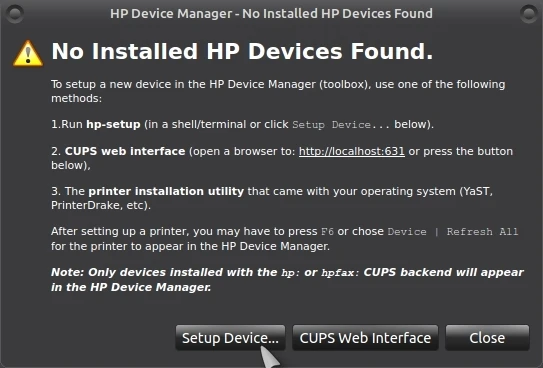 HP Device Manager - No Installed HP Devices Found
No Installed HP Devices Found.
To setup a new device in the HP Device Manager (toolbox), use one of the following
methods:
1.Run hp-setup (in a shell/terminal or click Setup Device... below).
2. CUPS web interface (open a browser to: http://localhost:631 or press the button
below),
3. The printer installation utility that came with your operating system (YaST,
PrinterDrake, etc).
After setting up a printer, you may have to press F6 or chose Device | Refresh All
for the printer to appear in the HP Device Manager.
Note: Only devices installed with the hp: or hpfax: CUPS backend will appear
in the HP Device Manager.
Setup Device... CUPS Web Interface Close